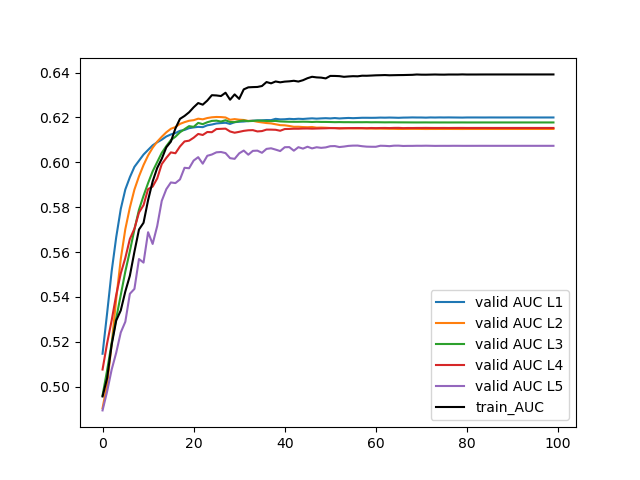 0.64
0.62
0.60
0.58
0.56
0.54
0.52
0.50
0 20 40 60 80 100
valid AUC L1
valid AUC L2
valid AUC L3
valid AUC L4
valid AUC L5
train_AUC